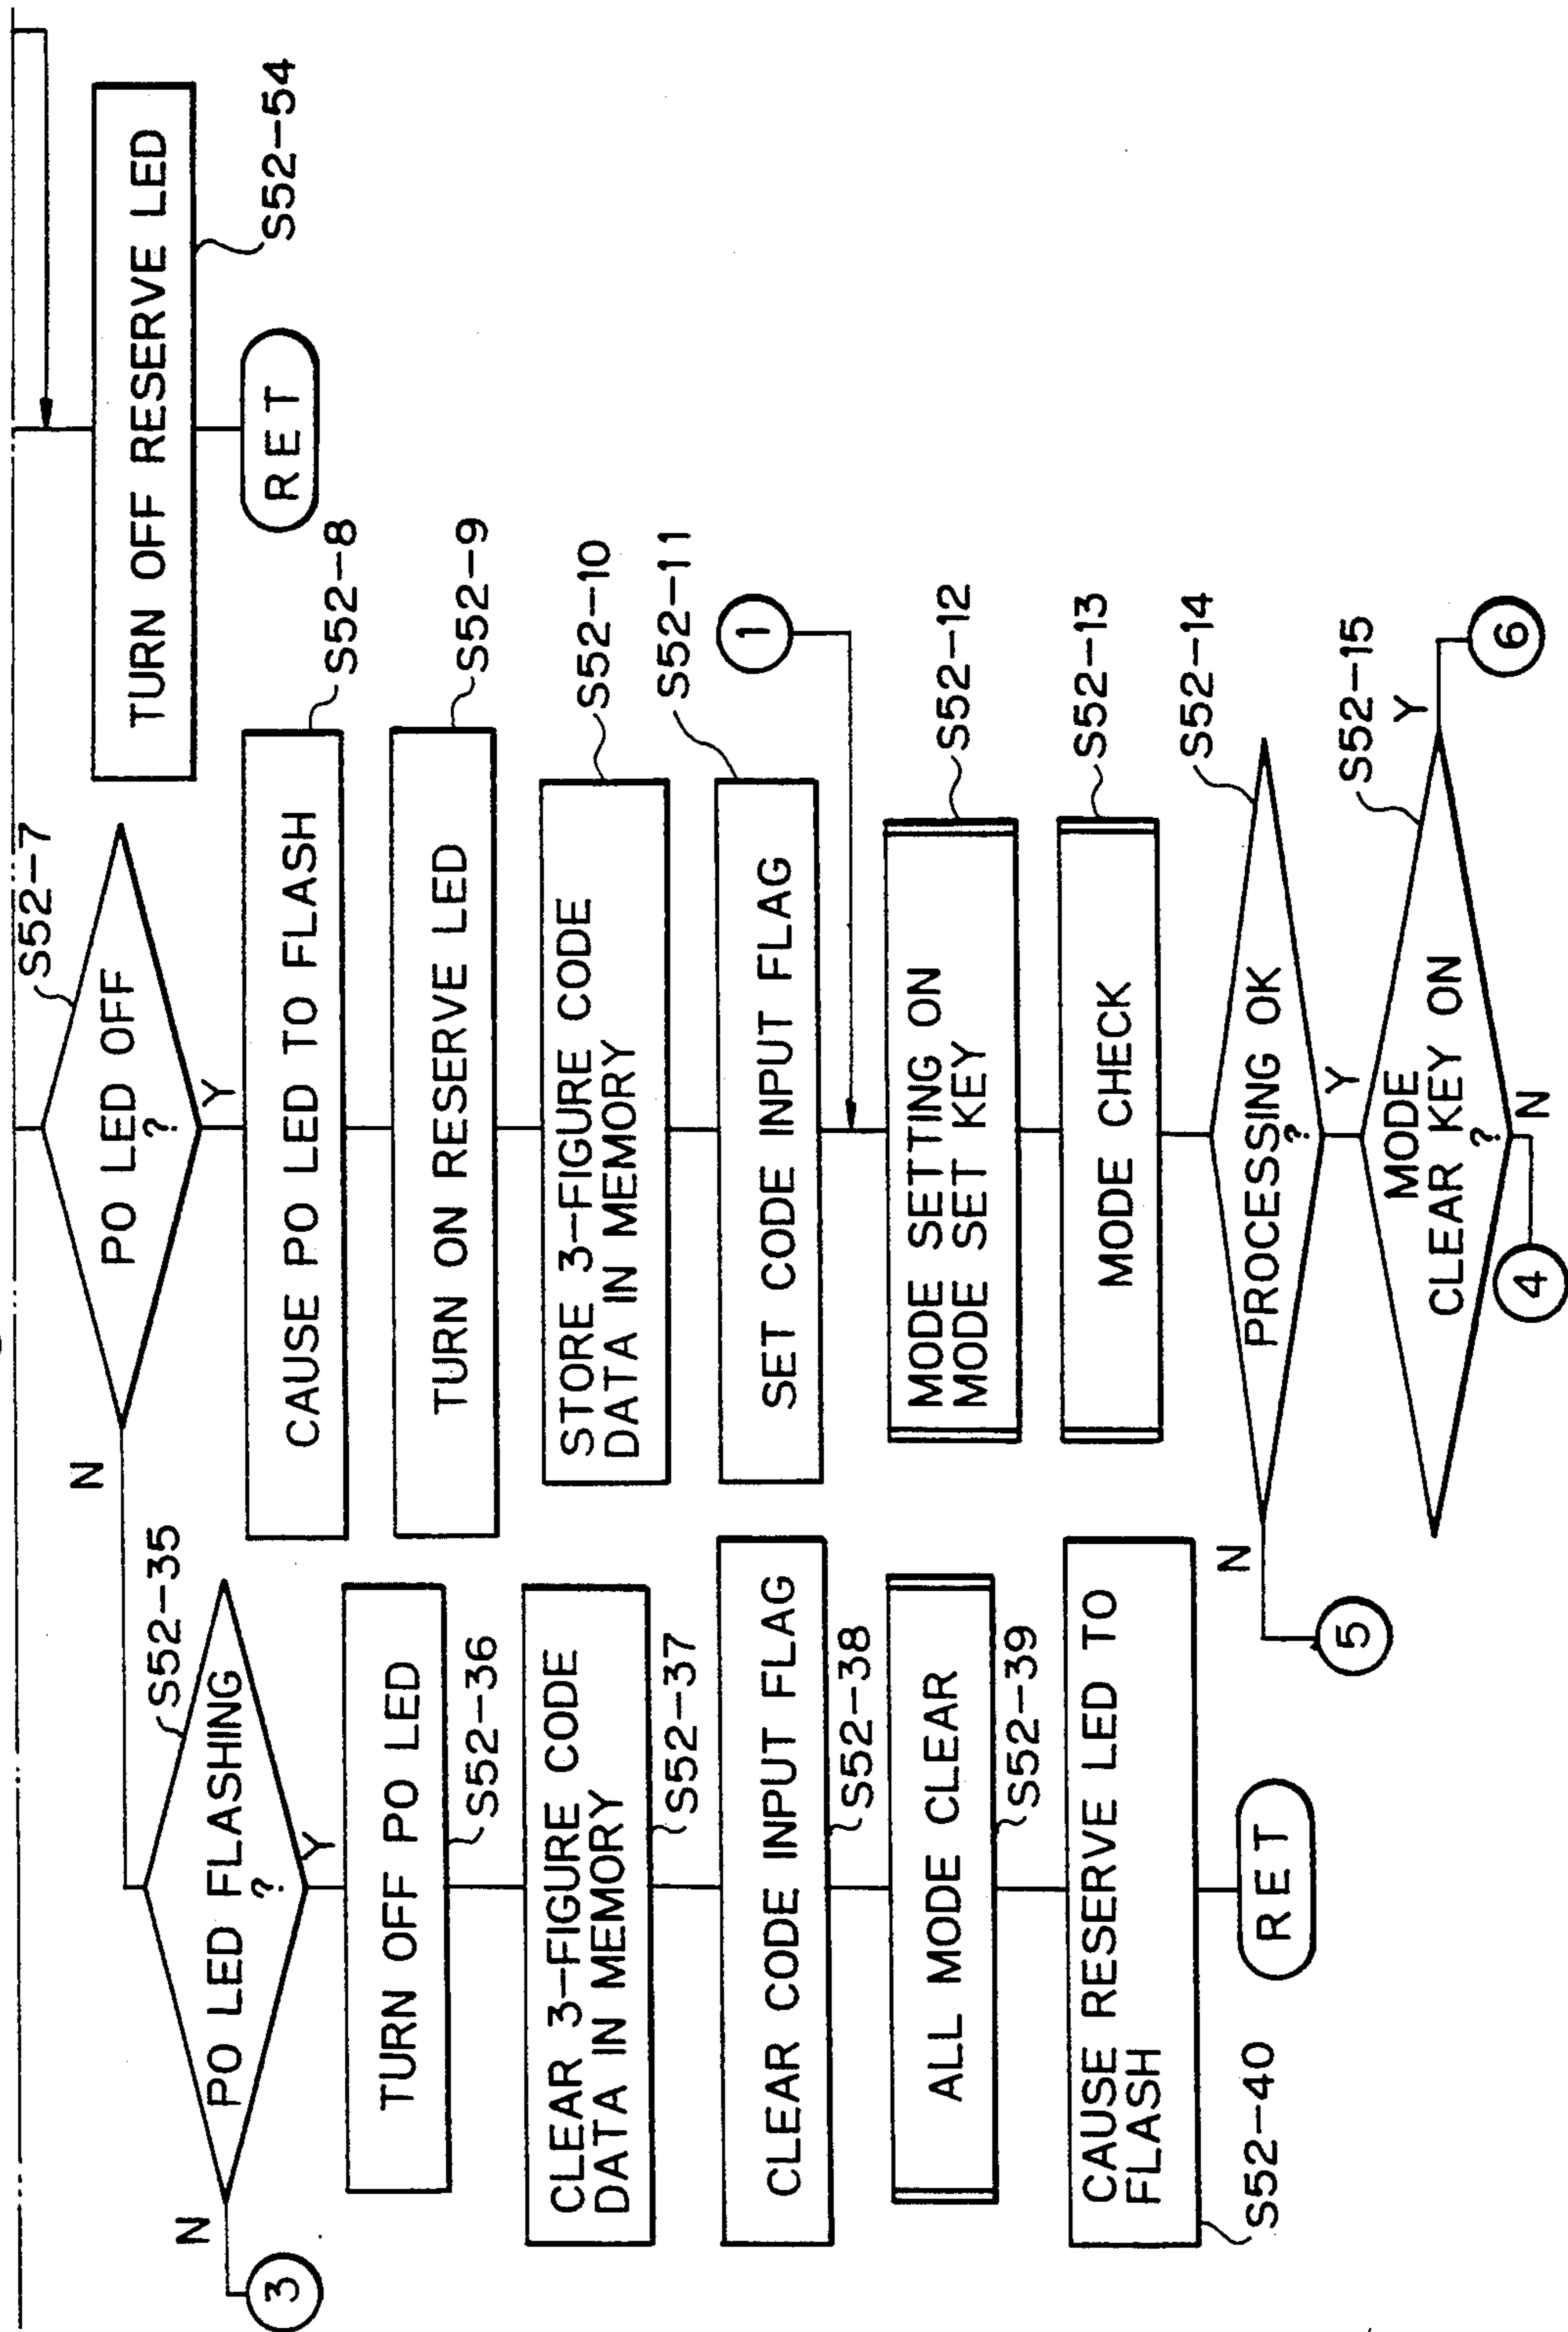 S52-7
PO LED OFF
?
N
Y
CAUSE PO LED TO FLASH
S52-8
TURN ON RESERVE LED
S52-9
STORE 3-FIGURE CODE
DATA IN MEMORY
S52-10
SET CODE INPUT FLAG
S52-11
1
MODE SETTING ON
MODE SET KEY
S52-12
MODE CHECK
S52-13
PROCESSING OK
?
S52-14
N
Y
5
MODE
CLEAR KEY ON
?
S52-15
Y
6
N
4
S52-35
PO LED FLASHING
?
N
3
Y
TURN OFF PO LED
S52-36
CLEAR 3-FIGURE CODE
DATA IN MEMORY
S52-37
CLEAR CODE INPUT FLAG
S52-38
ALL MODE CLEAR
S52-39
CAUSE RESERVE LED TO
FLASH
S52-40
RET
TURN OFF RESERVE LED
S52-54
RET